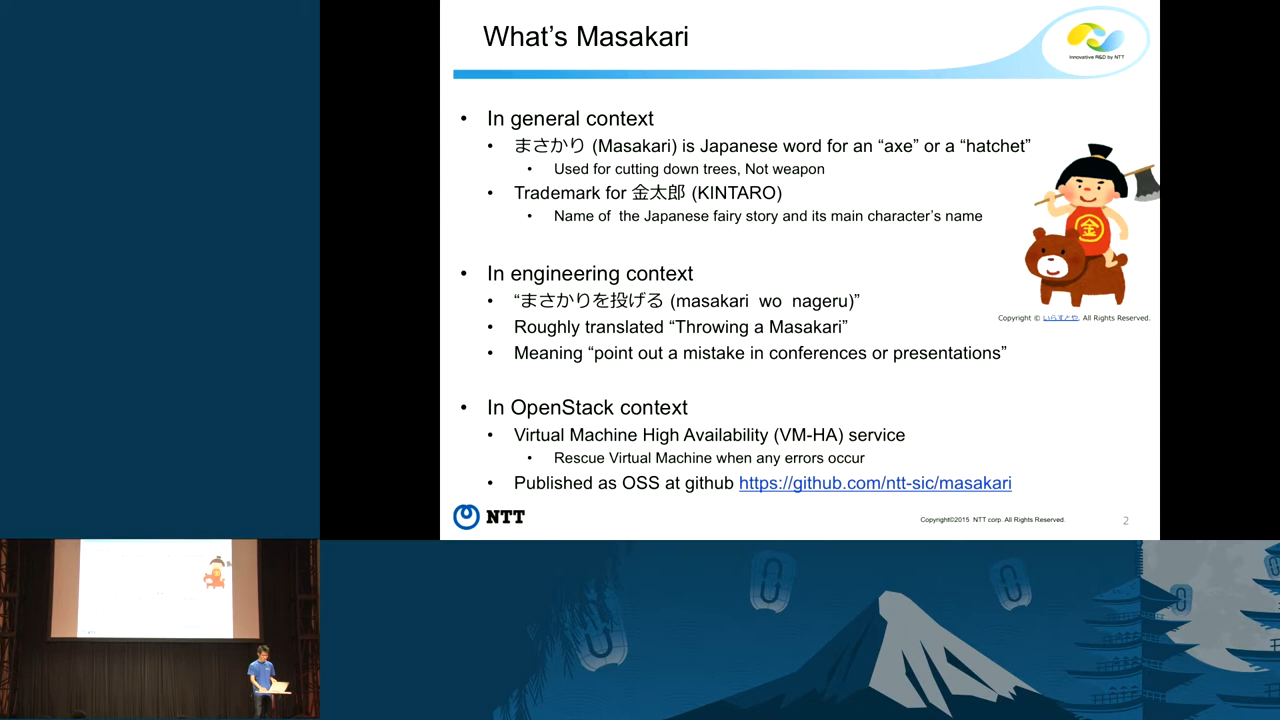 What's Masakari
Innovative R&D by NTT
• In general context
• まさかり (Masakari) is Japanese word for an “axe” or a “hatchet”
• Used for cutting down trees, Not weapon
• Trademark for 金太郎 (KINTARO)
• Name of the Japanese fairy story and its main character’s name
金
Copyright © いらすとや. All Rights Reserved.
• In engineering context
• “まさかりを投げる (masakari wo nageru)”
• Roughly translated “Throwing a Masakari”
• Meaning “point out a mistake in conferences or presentations”
• In OpenStack context
• Virtual Machine High Availability (VM-HA) service
• Rescue Virtual Machine when any errors occur
• Published as OSS at github https://github.com/ntt-sic/masakari
NTT
Copyright©2015 NTT corp. All Rights Reserved.
2